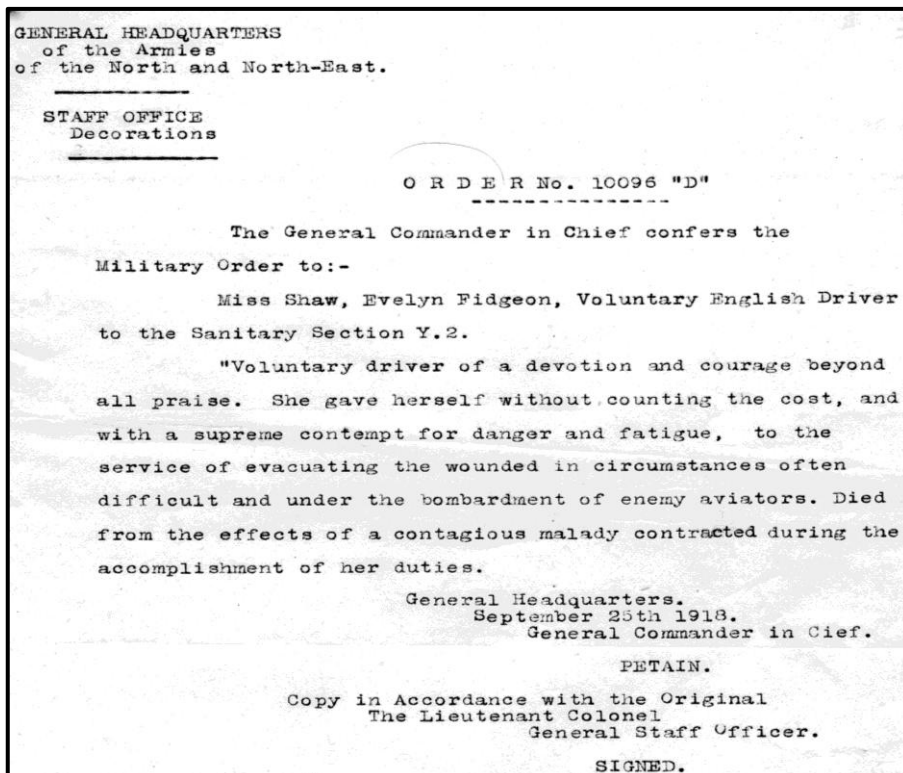 GENERAL HEADQUARTERS
of the Armies
of the North and North-East.
STAFF OFFICE
Decorations
O R D E R No. 10096 "D"
The General Commander in Chief confers the
Military Order to:-
Miss Shaw, Evelyn Fidgeon, Voluntary English Driver
to the Sanitary Section Y.2.
"Voluntary driver of a devotion and courage beyond
all praise. She gave herself without counting the cost, and
with a supreme contempt for danger and fatigue, to the
service of evacuating the wounded in circumstances often
difficult and under the bombardment of enemy aviators. Died
from the effects of a contagious malady contracted during the
accomplishment of her duties.
General Headquarters.
September 25th 1918.
General Commander in Cief.
PETAIN.
Copy in Accordance with the Original
The Lieutenant Colonel
General Staff Officer.
SIGNED.